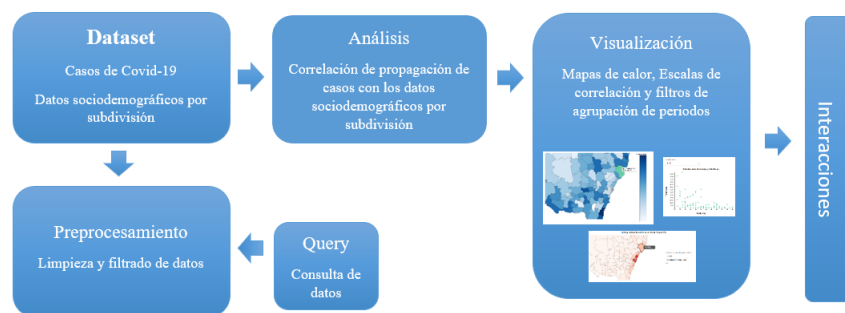 Dataset
Casos de Covid-19
Datos sociodemográficos por
subdivisión
Análisis
Correlación de propagación de
casos con los datos
sociodemográficos por
subdivisión
Visualización
Mapas de calor, Escalas de
correlación y filtros de
agrupación de periodos
Interacciones
Preprocesamiento
Limpieza y filtrado de datos
Query
Consulta de
datos